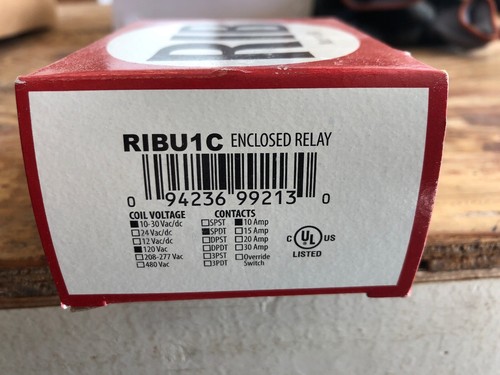 RIB
RIBU1C ENCLOSED RELAY
0 94236 99213 0
COIL VOLTAGE CONTACTS
■10-30 Vac/dc □SPST ■10 Amp
□24 Vac/dc ■SPDT □15 Amp
□12 Vac/dc □DPST □20 Amp
■120 Vac □DPDT □30 Amp
□208-277 Vac □3PST □Override
□480 Vac □3PDT Switch
C UL US
LISTED